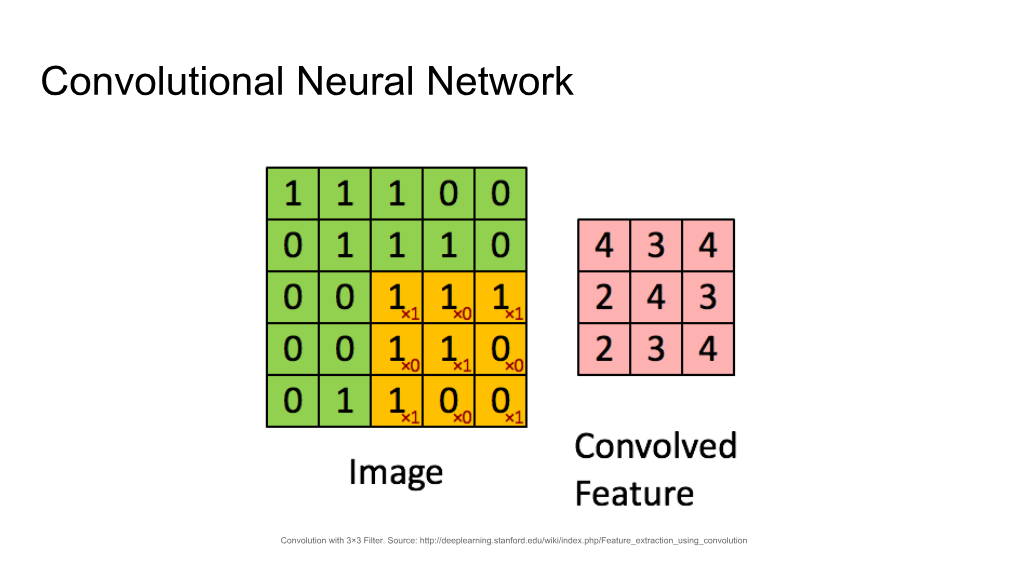 Convolutional Neural Network
1 1 1 0 0
0 1 1 1 0
0 0 1×1 1×0 1×1
0 0 1×0 1×1 0×0
0 1 1×1 0×0 0×1
Image
4 3 4
2 4 3
2 3 4
Convolved
Feature
Convolution with 3×3 Filter. Source: http://deeplearning.stanford.edu/wiki/index.php/Feature_extraction_using_convolution